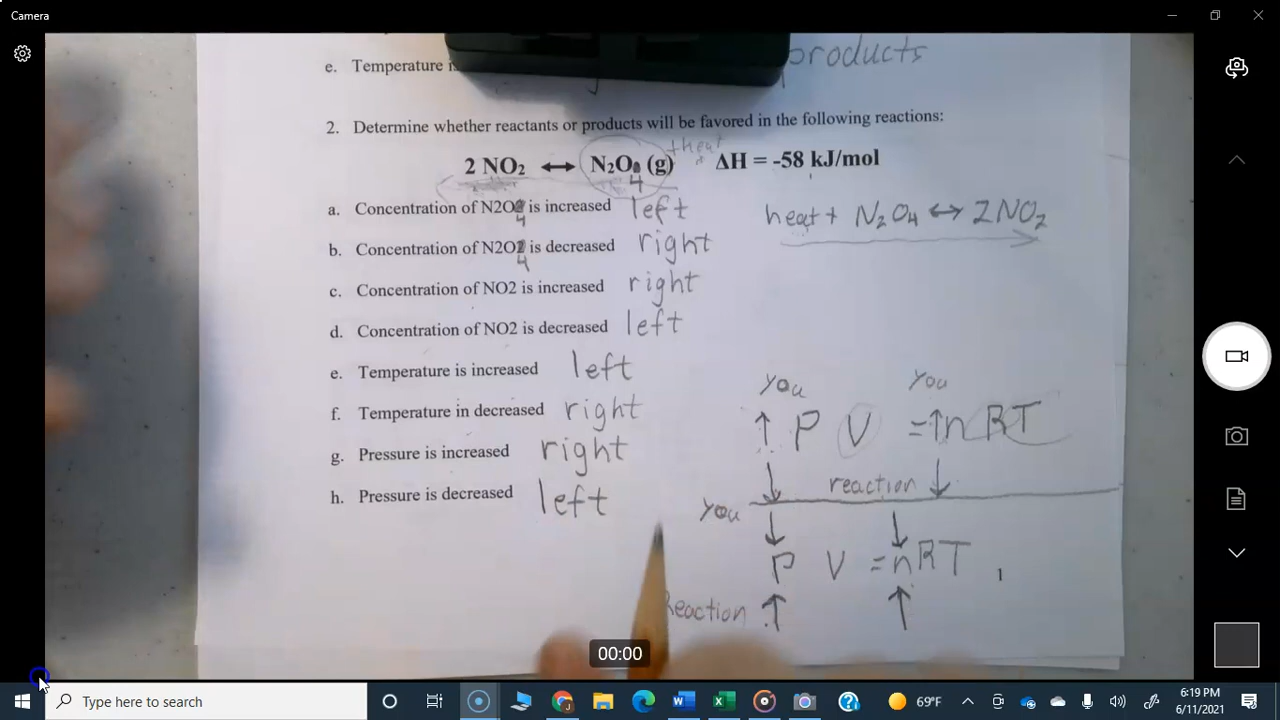 Camera
e. Temperature
products
2. Determine whether reactants or products will be favored in the following reactions:
2 NO₂ ↔ N₂O₄ (g) + heat ΔH = -58 kJ/mol
a. Concentration of N2O4 is increased left
heat + N₂O₄ ↔ 2NO₂
b. Concentration of N2O4 is decreased right
c. Concentration of NO2 is increased right
d. Concentration of NO2 is decreased left
e. Temperature is increased left
f. Temperature in decreased right
g. Pressure is increased right
h. Pressure is decreased left
you you
↑ P V = ↑ n RT
↓ reaction ↓
you ↓ ↓
P V = nRT
Reaction ↑ ↑
00:00
Type here to search
69°F
6:19 PM
6/11/2021